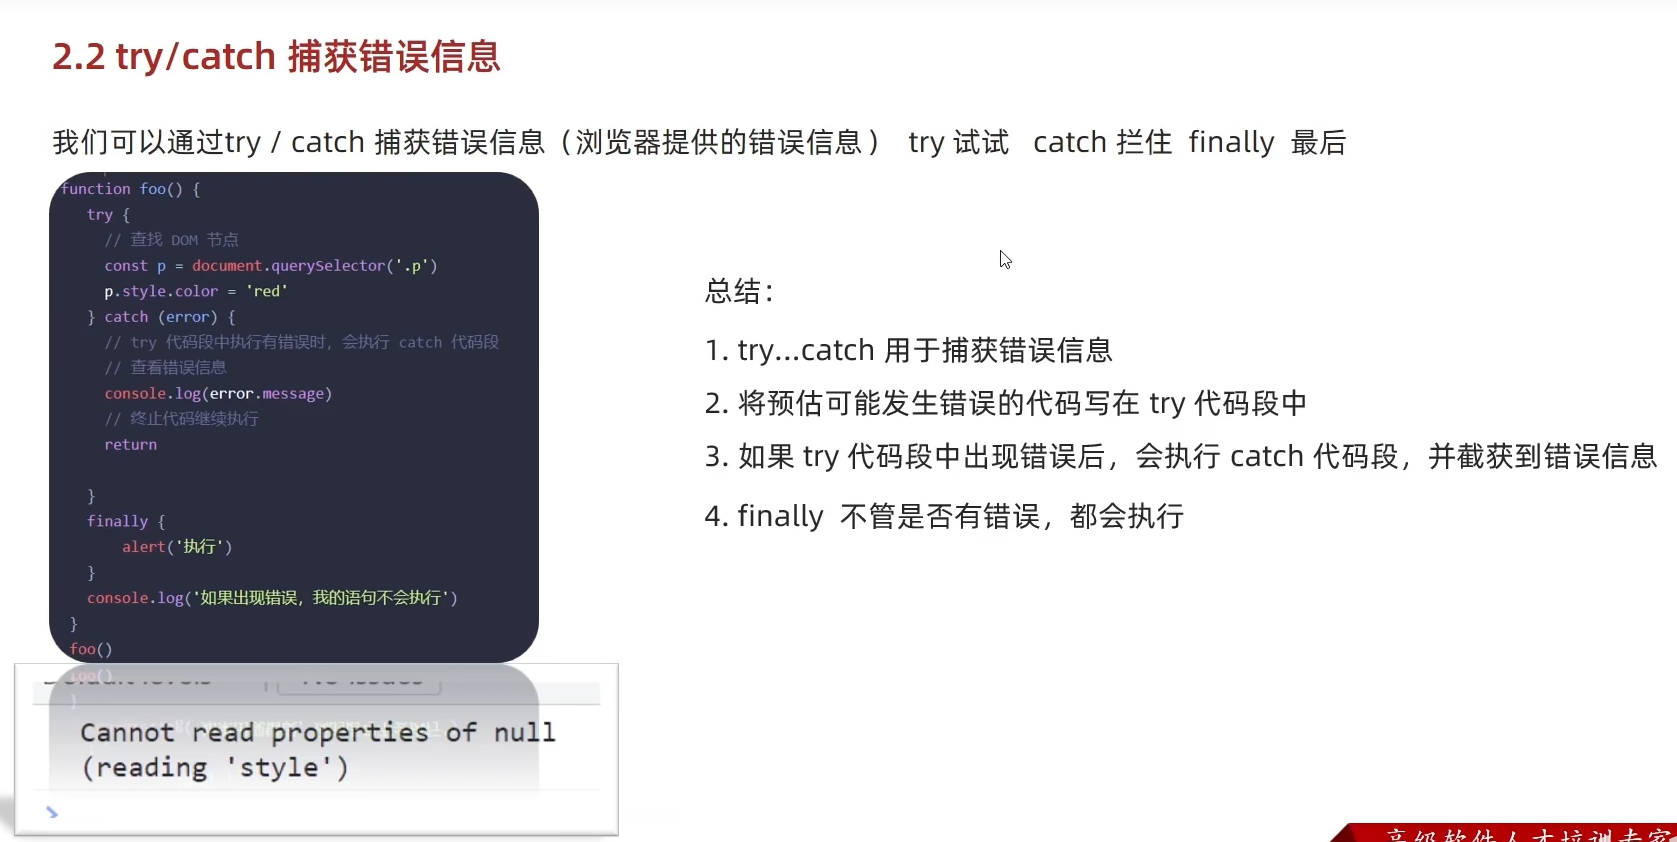 2.2 try/catch 捕获错误信息
我们可以通过try / catch 捕获错误信息（浏览器提供的错误信息） try 试试 catch 拦住 finally 最后
function foo() {
try {
// 查找 DOM 节点
const p = document.querySelector('.p')
p.style.color = 'red'
} catch (error) {
// try 代码段中执行有错误时，会执行 catch 代码段
// 查看错误信息
console.log(error.message)
// 终止代码继续执行
return
}
finally {
alert('执行')
}
console.log('如果出现错误，我的语句不会执行')
}
foo()
Cannot read properties of null
(reading 'style')
总结：
1. try...catch 用于捕获错误信息
2. 将预估可能发生错误的代码写在 try 代码段中
3. 如果 try 代码段中出现错误后，会执行 catch 代码段，并截获到错误信息
4. finally 不管是否有错误，都会执行
高级软件人才培训专家